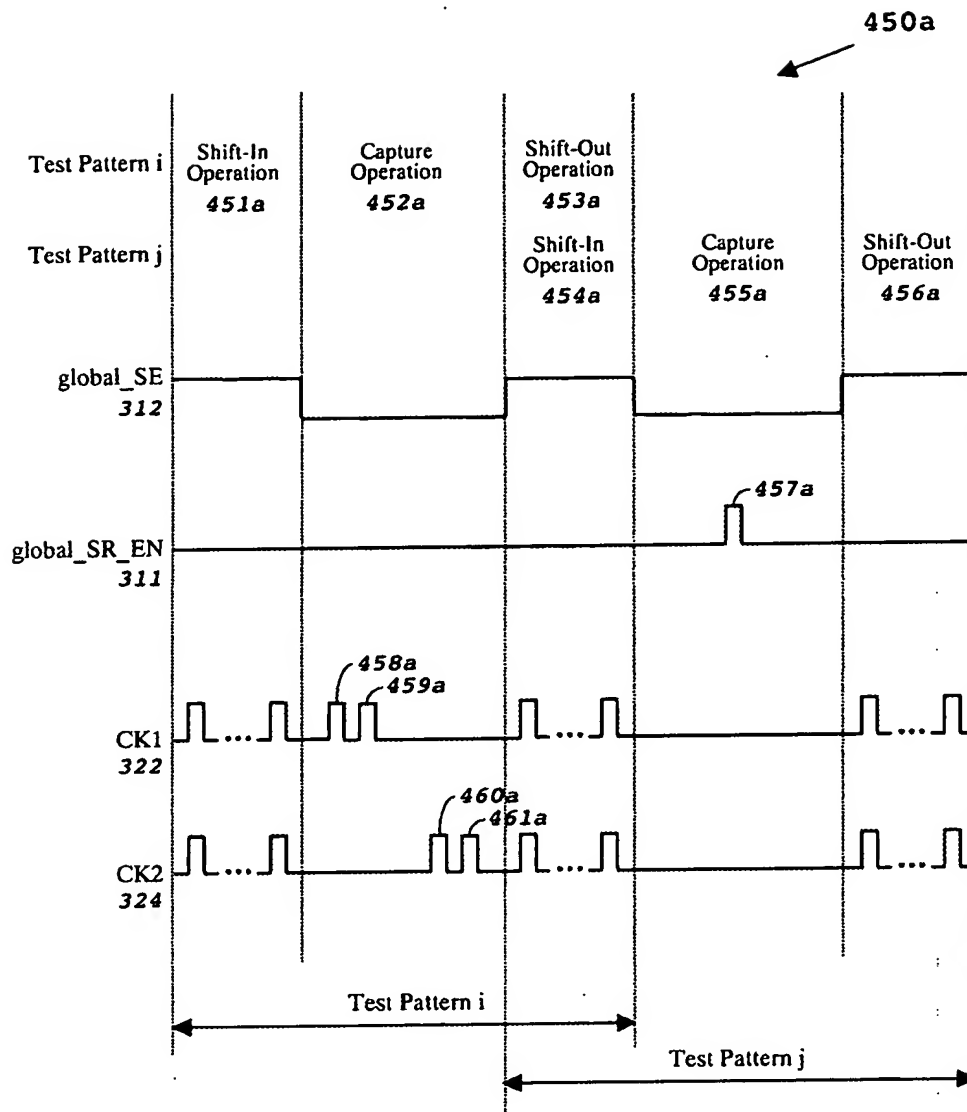 450a
Test Pattern i
Shift-In
Operation
451a
Capture
Operation
452a
Shift-Out
Operation
453a
Test Pattern j
Shift-In
Operation
454a
Capture
Operation
455a
Shift-Out
Operation
456a
global_SE
312
457a
global_SR_EN
311
458a
459a
... ... ...
CK1
322
460a
461a
... ... ...
CK2
324
Test Pattern i
Test Pattern j